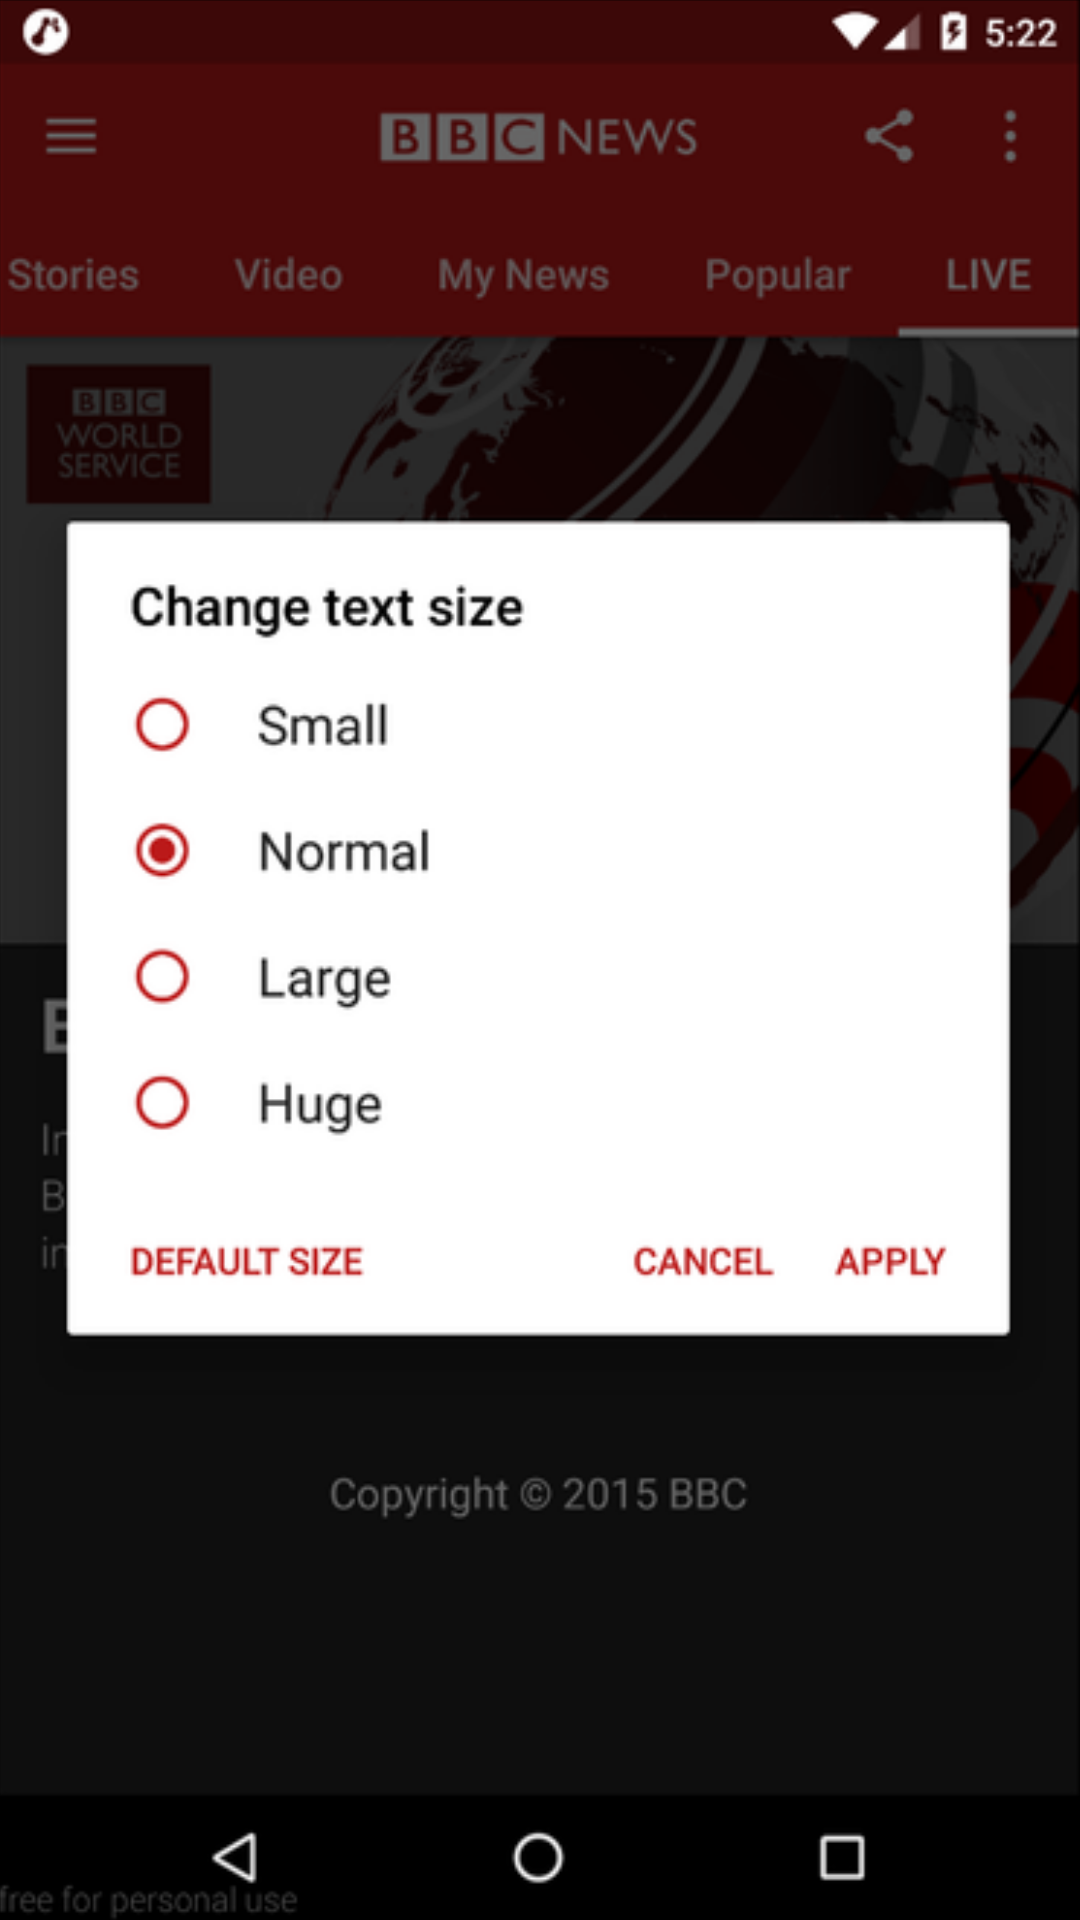 5:22
BBC NEWS
Stories Video My News Popular LIVE
BBC
WORLD
SERVICE
Change text size
Small
Normal
Large
Huge
DEFAULT SIZE CANCEL APPLY
Copyright © 2015 BBC
free for personal use